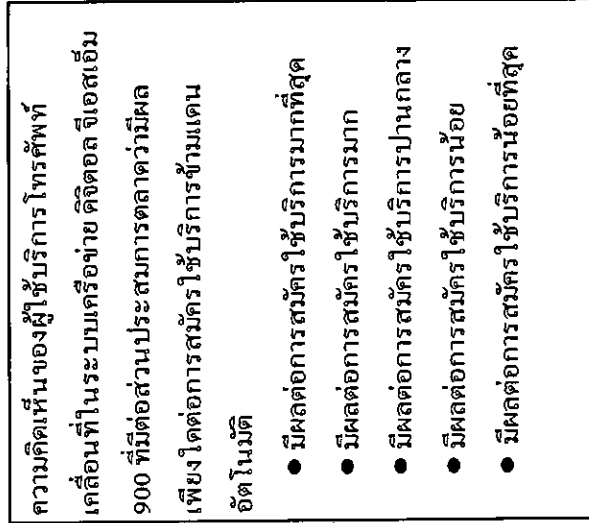 ความคิดเห็นของผู้ใช้บริการโทรศัพท์
เคลื่อนที่ในระบบเครือข่าย ดิจิตอล จีเอสเอ็ม
900 ที่มีต่อส่วนประสมการตลาดว่ามีผล
เพียงใดต่อการสมัครใช้บริการข้ามแดน
อัตโนมัติ
● มีผลต่อการสมัครใช้บริการมากที่สุด
● มีผลต่อการสมัครใช้บริการมาก
● มีผลต่อการสมัครใช้บริการปานกลาง
● มีผลต่อการสมัครใช้บริการน้อย
● มีผลต่อการสมัครใช้บริการน้อยที่สุด